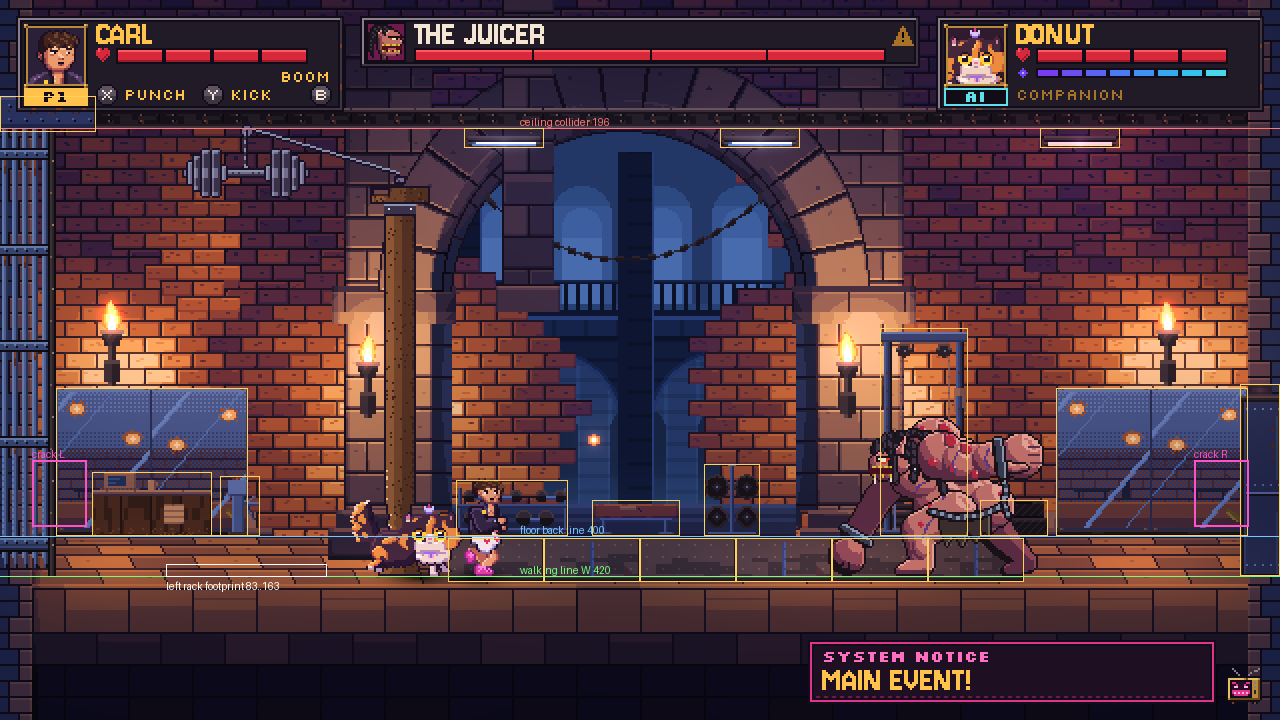 CARL
BOOM
P1
X PUNCH Y KICK B
THE JUICER
DONUT
AI
COMPANION
ceiling collider 196
crack L
crack R
floor back line 400
walking line W 420
left rack footprint 83..163
SYSTEM NOTICE
MAIN EVENT!